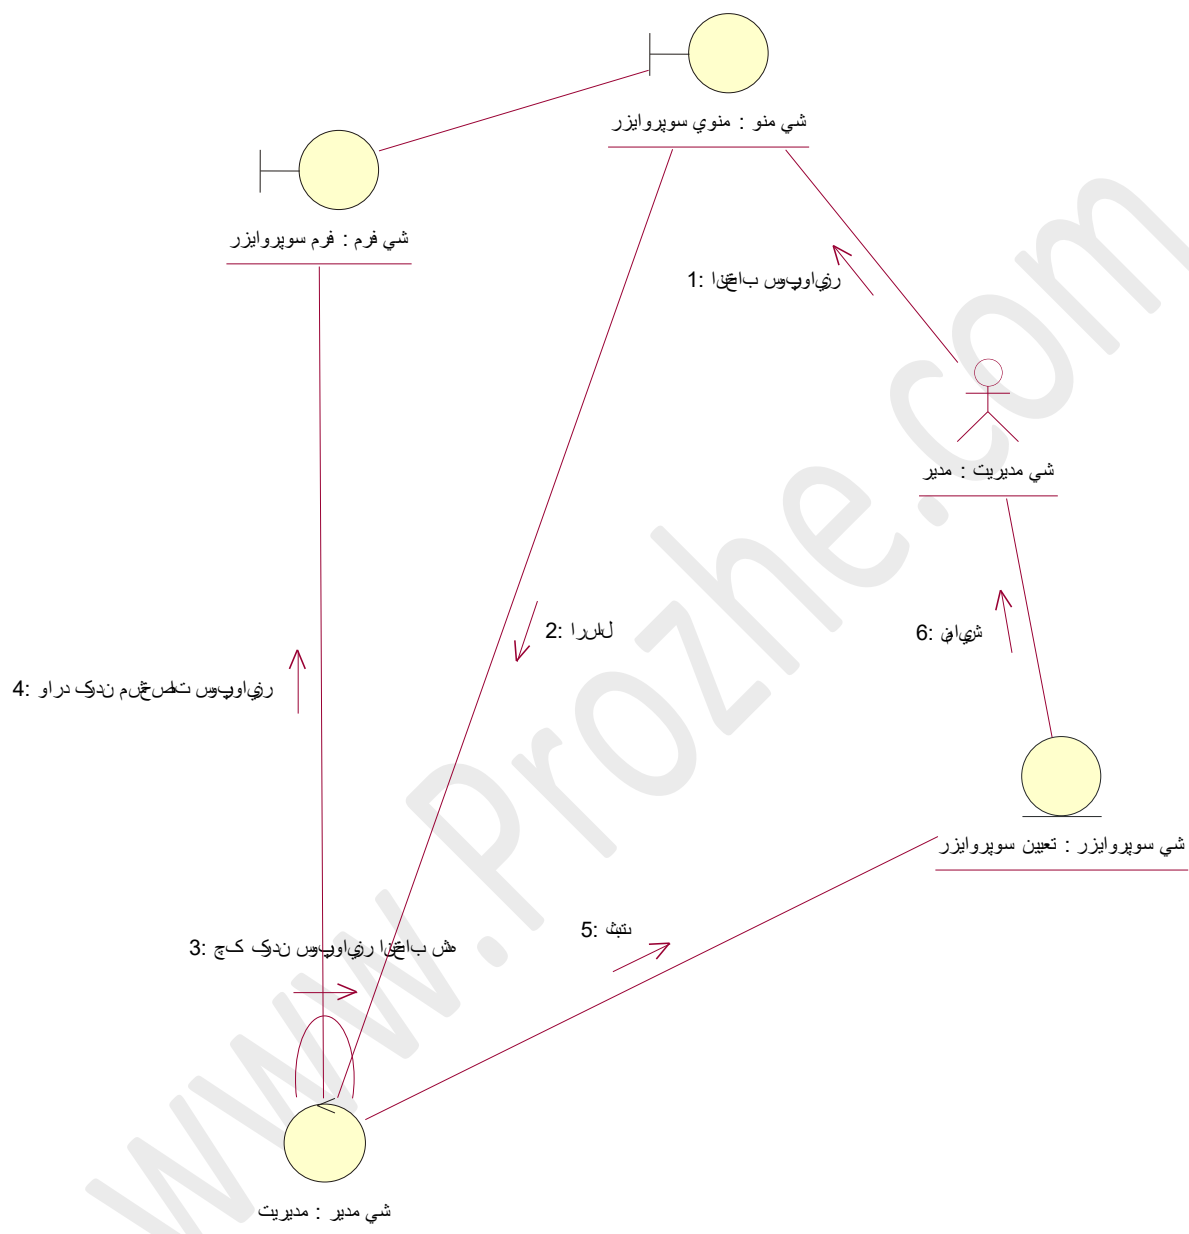 شي منو : منوي سوپروايزر
شي فرم : فرم سوپروايزر
1: انتخاب سوپروايزر
شي مديريت : مدير
2: ارسال
6: نمايش
4: وارد کردن مشخصات سوپروايزر
شي سوپروايزر : تعيين سوپروايزر
5: ثبت
3: چک کردن سوپروايزر انتخاب شده
شي مدير : مديريت
www.Prozhe.com